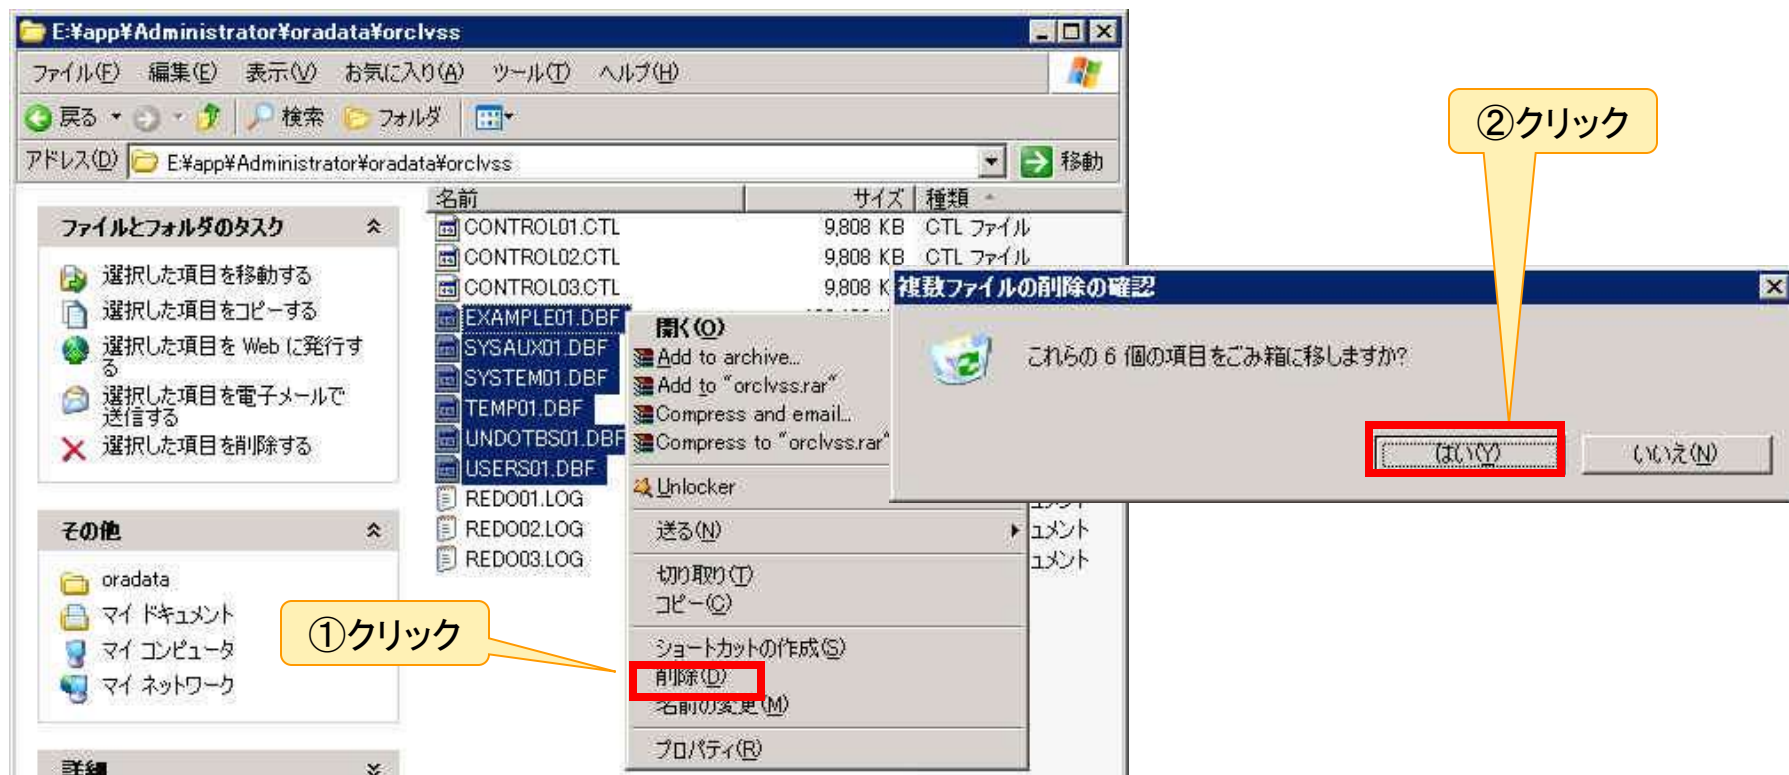 E:¥app¥Administrator¥oradata¥orclvss
ファイル(F) 編集(E) 表示(V) お気に入り(A) ツール(T) ヘルプ(H)
戻る 検索 フォルダ
アドレス(D) E:¥app¥Administrator¥oradata¥orclvss 移動
ファイルとフォルダのタスク
選択した項目を移動する
選択した項目をコピーする
選択した項目を Web に発行す
る
選択した項目を電子メールで
送信する
選択した項目を削除する
その他
oradata
マイ ドキュメント
マイ コンピュータ
マイ ネットワーク
詳細
名前 サイズ 種類
CONTROL01.CTL 9,808 KB CTL ファイル
CONTROL02.CTL 9,808 KB CTL ファイル
CONTROL03.CTL 9,808 K
EXAMPLE01.DBF
SYSAUX01.DBF
SYSTEM01.DBF
TEMP01.DBF
UNDOTBS01.DBF
USERS01.DBF
REDO01.LOG
REDO02.LOG ュメント
REDO03.LOG ュメント
開く(O)
Add to archive...
Add to "orclvss.rar"
Compress and email...
Compress to "orclvss.rar"
Unlocker
送る(N)
切り取り(T)
コピー(C)
ショートカットの作成(S)
削除(D)
名前の変更(M)
プロパティ(R)
①クリック
②クリック
複数ファイルの削除の確認
これらの 6 個の項目をごみ箱に移しますか?
はい(Y) いいえ(N)